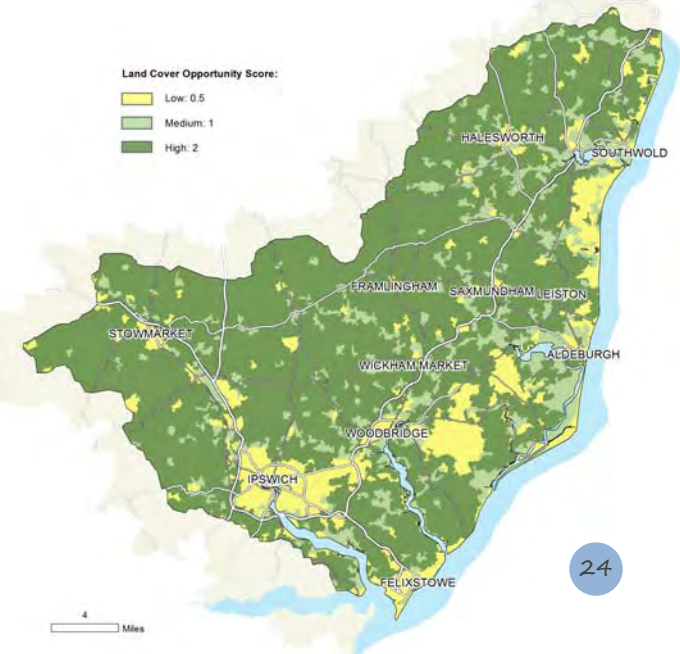 Land Cover Opportunity Score:
Low: 0.5
Medium: 1
High: 2
HALESWORTH
SOUTHWOLD
FRAMLINGHAM
SAXMUNDHAM
LEISTON
STOWMARKET
ALDEBURGH
WICKHAM MARKET
WOODBRIDGE
IPSWICH
24
FELIXSTOWE
4
Miles